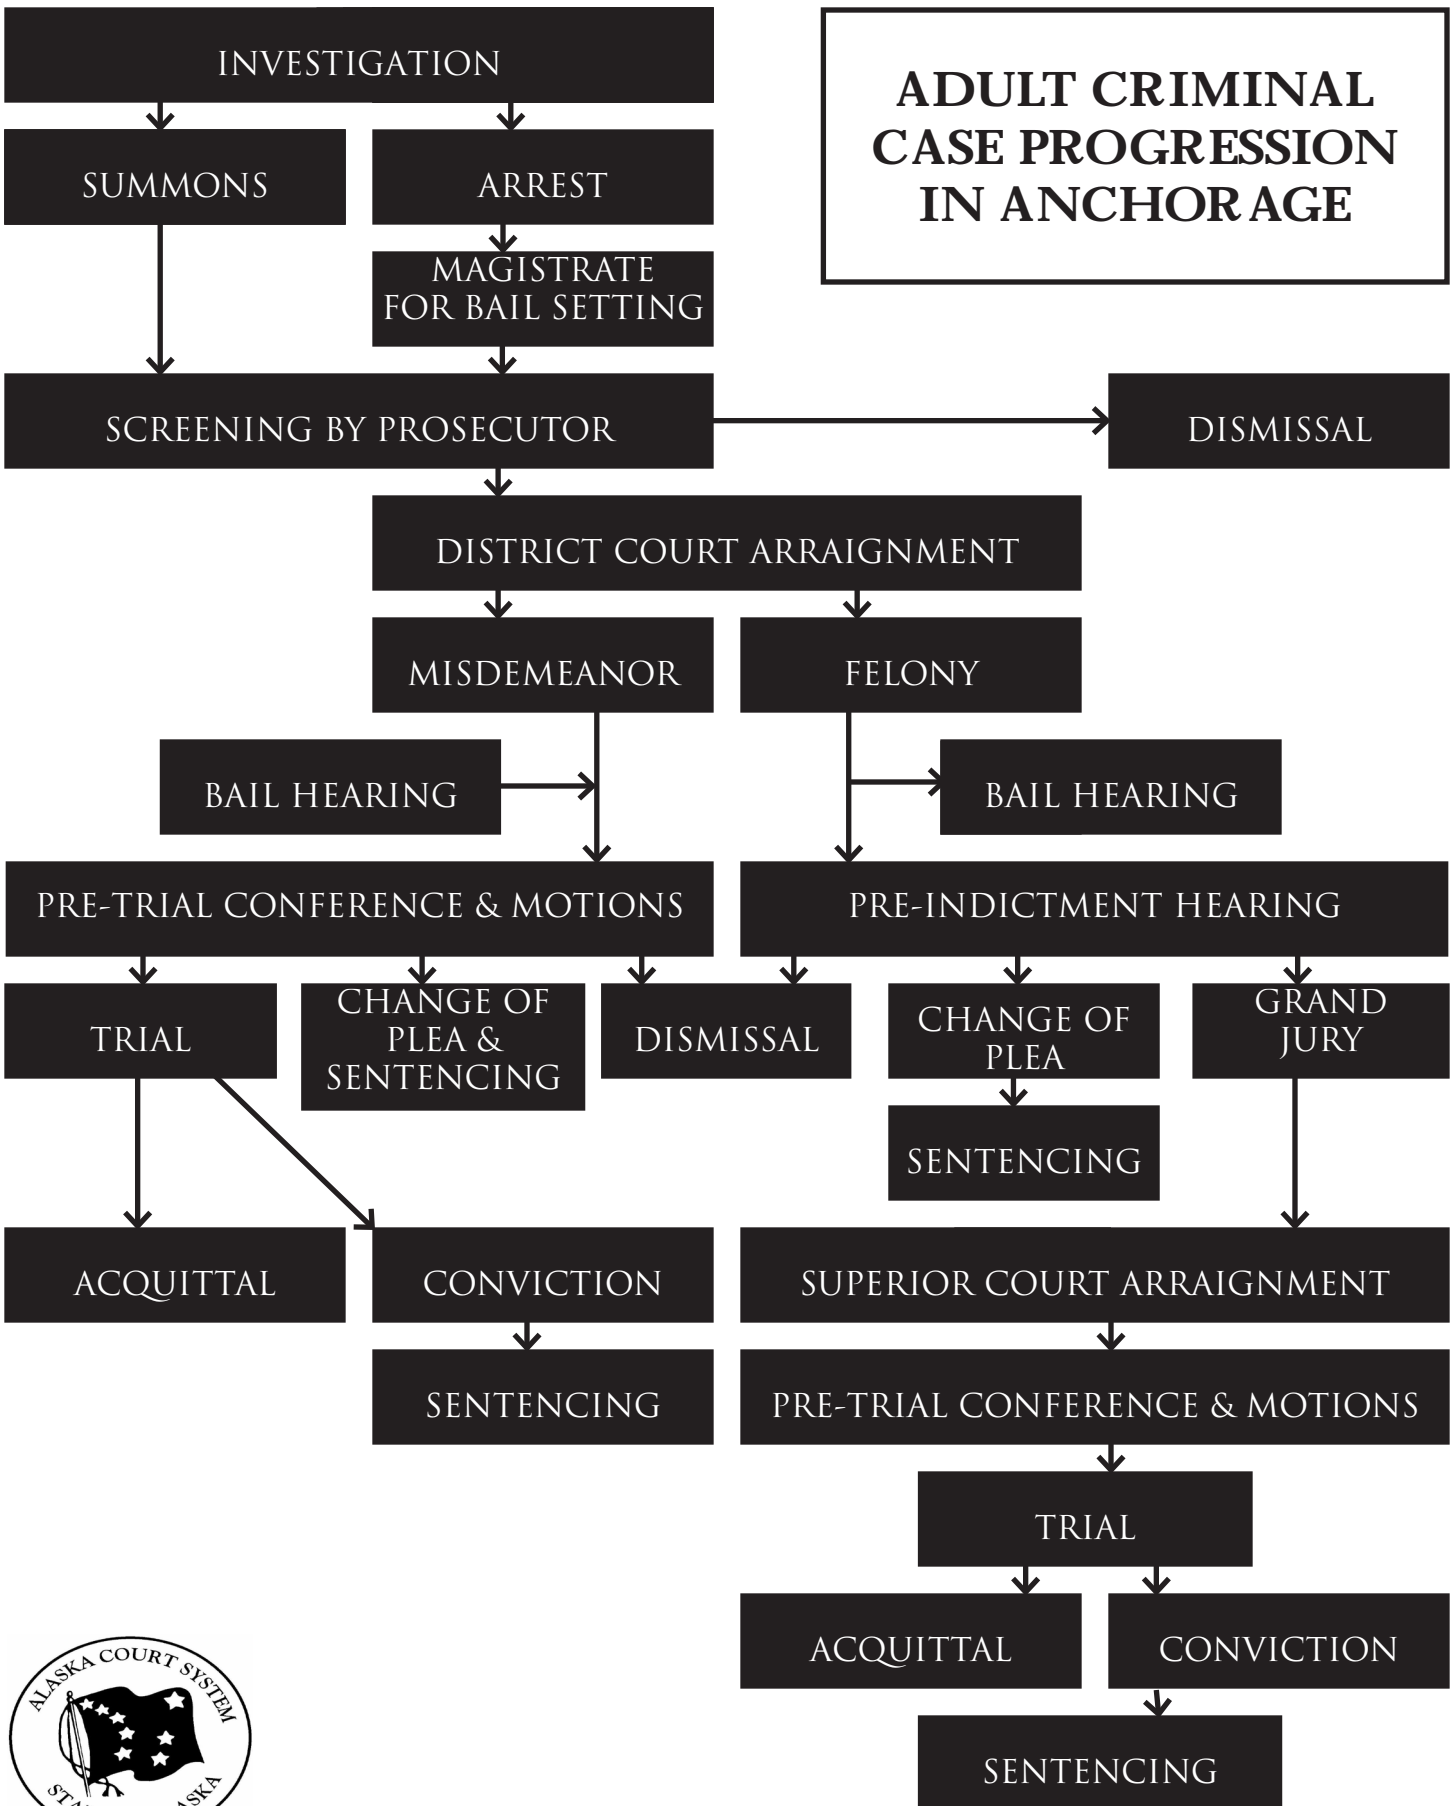 INVESTIGATION
ADULT CRIMINAL
CASE PROGRESSION
IN ANCHORAGE
SUMMONS
ARREST
MAGISTRATE
FOR BAIL SETTING
SCREENING BY PROSECUTOR
DISMISSAL
DISTRICT COURT ARRAIGNMENT
MISDEMEANOR
FELONY
BAIL HEARING
BAIL HEARING
PRE-TRIAL CONFERENCE & MOTIONS
PRE-INDICTMENT HEARING
TRIAL
CHANGE OF
PLEA &
SENTENCING
DISMISSAL
CHANGE OF
PLEA
GRAND
JURY
SENTENCING
ACQUITTAL
CONVICTION
SUPERIOR COURT ARRAIGNMENT
SENTENCING
PRE-TRIAL CONFERENCE & MOTIONS
TRIAL
ACQUITTAL
CONVICTION
SENTENCING
ALASKA COURT SYSTEM